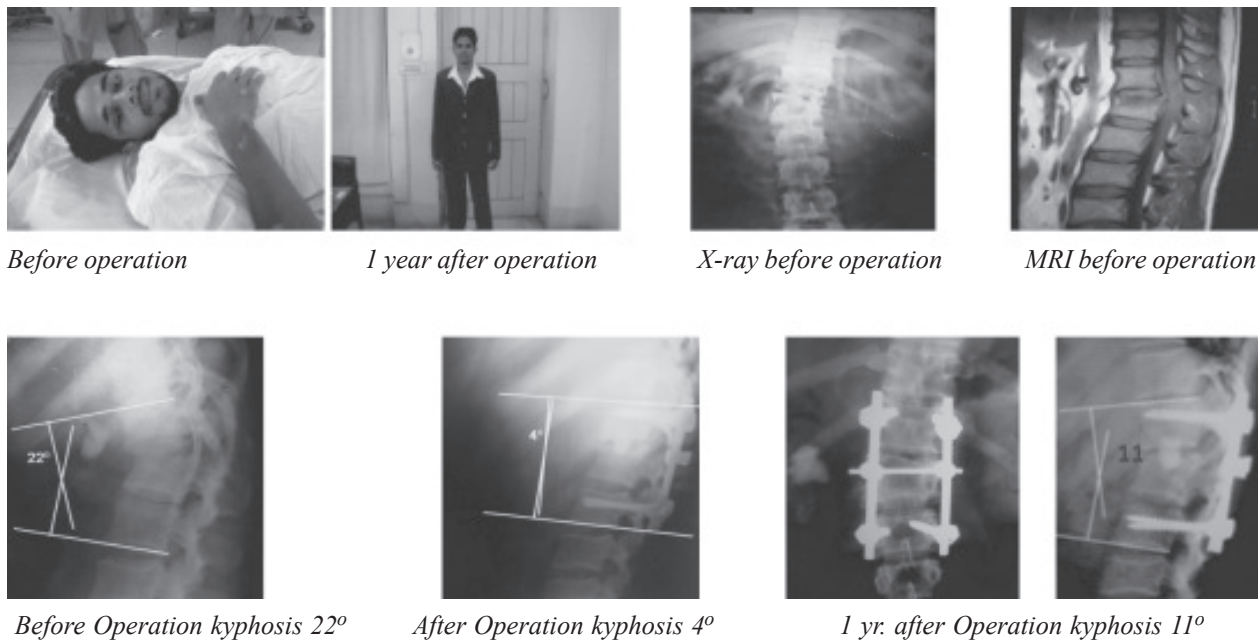 Before operation
1 year after operation
X-ray before operation
MRI before operation
22°
4°
11
Before Operation kyphosis 22°
After Operation kyphosis 4°
1 yr. after Operation kyphosis 11°